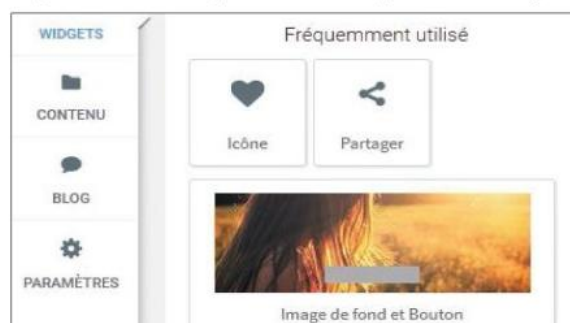 WIDGETS
CONTENU
BLOG
PARAMÈTRES
Fréquemment utilisé
Icône
Partager
Image de fond et Bouton